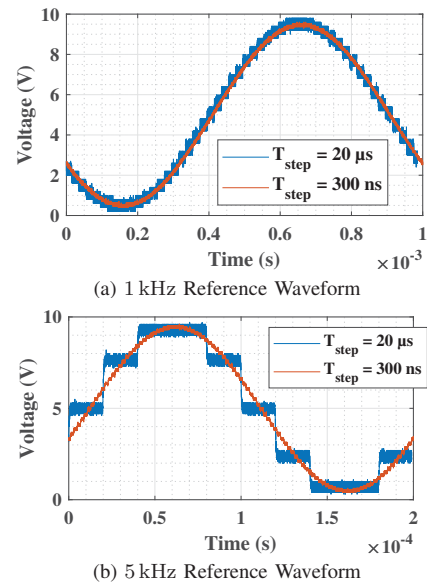 10
8
6
4
2
0
Voltage (V)
T_step = 20 µs
T_step = 300 ns
0 0.2 0.4 0.6 0.8 1
Time (s)
×10⁻³
(a) 1 kHz Reference Waveform
10
5
0
Voltage (V)
T_step = 20 µs
T_step = 300 ns
0 0.5 1 1.5 2
Time (s)
×10⁻⁴
(b) 5 kHz Reference Waveform